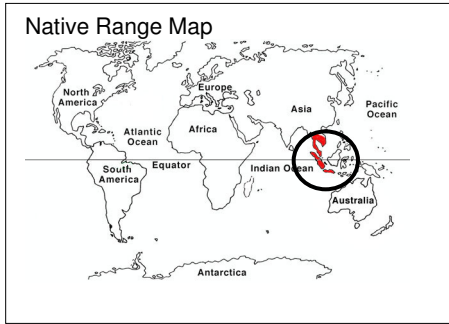 Native Range Map
North
America
Europe
Asia
Pacific
Ocean
Atlantic
Ocean
Africa
Equator
Indian Ocean
South
America
Australia
Antarctica